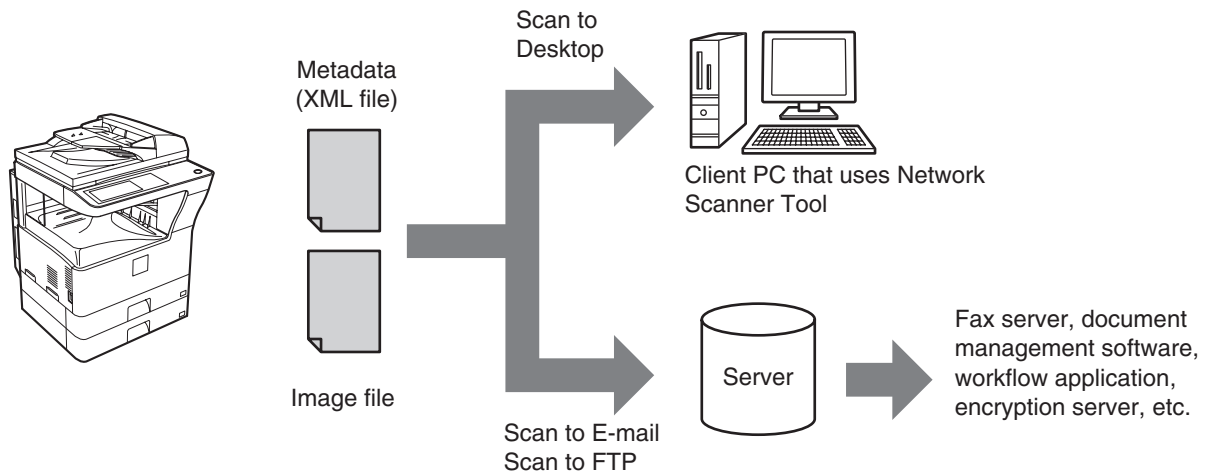 Scan to
Desktop
Metadata
(XML file)
Client PC that uses Network
Scanner Tool
Image file
Server
Fax server, document
management software,
workflow application,
encryption server, etc.
Scan to E-mail
Scan to FTP